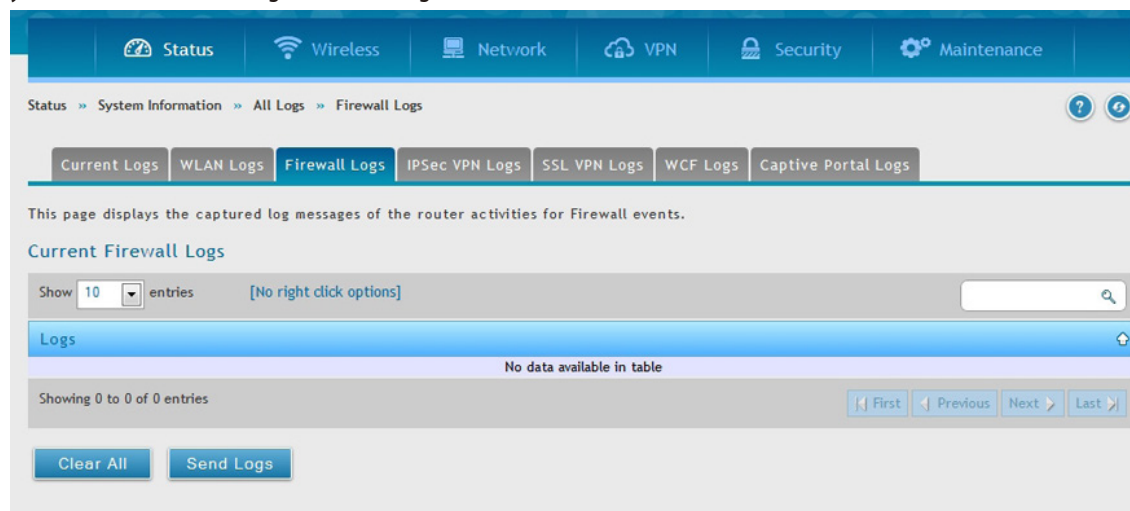 Status Wireless Network VPN Security Maintenance
Status » System Information » All Logs » Firewall Logs
Current Logs WLAN Logs Firewall Logs IPSec VPN Logs SSL VPN Logs WCF Logs Captive Portal Logs
This page displays the captured log messages of the router activities for Firewall events.
Current Firewall Logs
Show 10 entries [No right click options]
Logs
No data available in table
Showing 0 to 0 of 0 entries First Previous Next Last
Clear All Send Logs